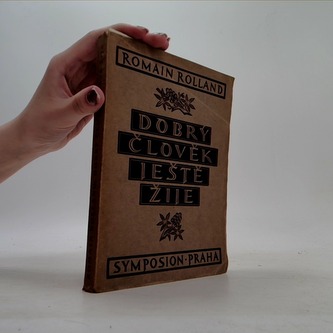 ROMAIN ROLLAND
DOBRÝ
ČLOVĚK
JEŠTĚ
ŽIJE
SYMPOSION · PRAHA